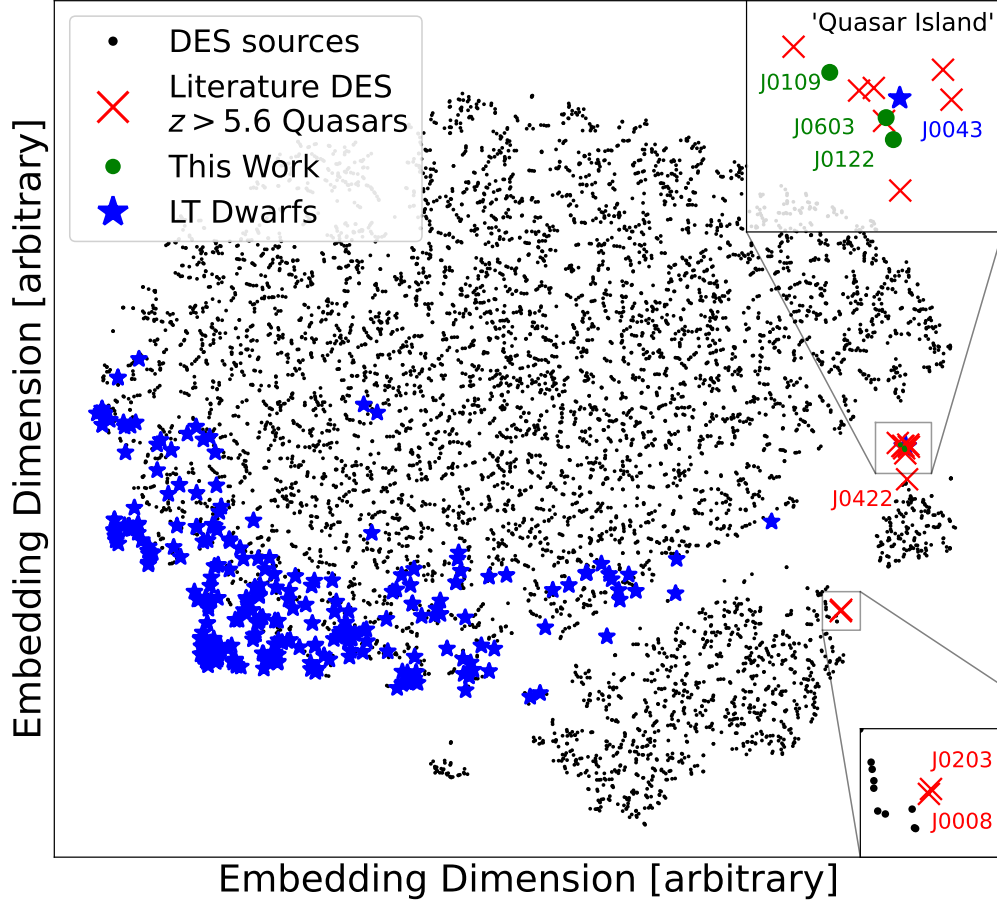 DES sources
Literature DES
z > 5.6 Quasars
This Work
LT Dwarfs
'Quasar Island'
J0109
J0603
J0043
J0122
J0422
J0203
J0008
Embedding Dimension [arbitrary]
Embedding Dimension [arbitrary]